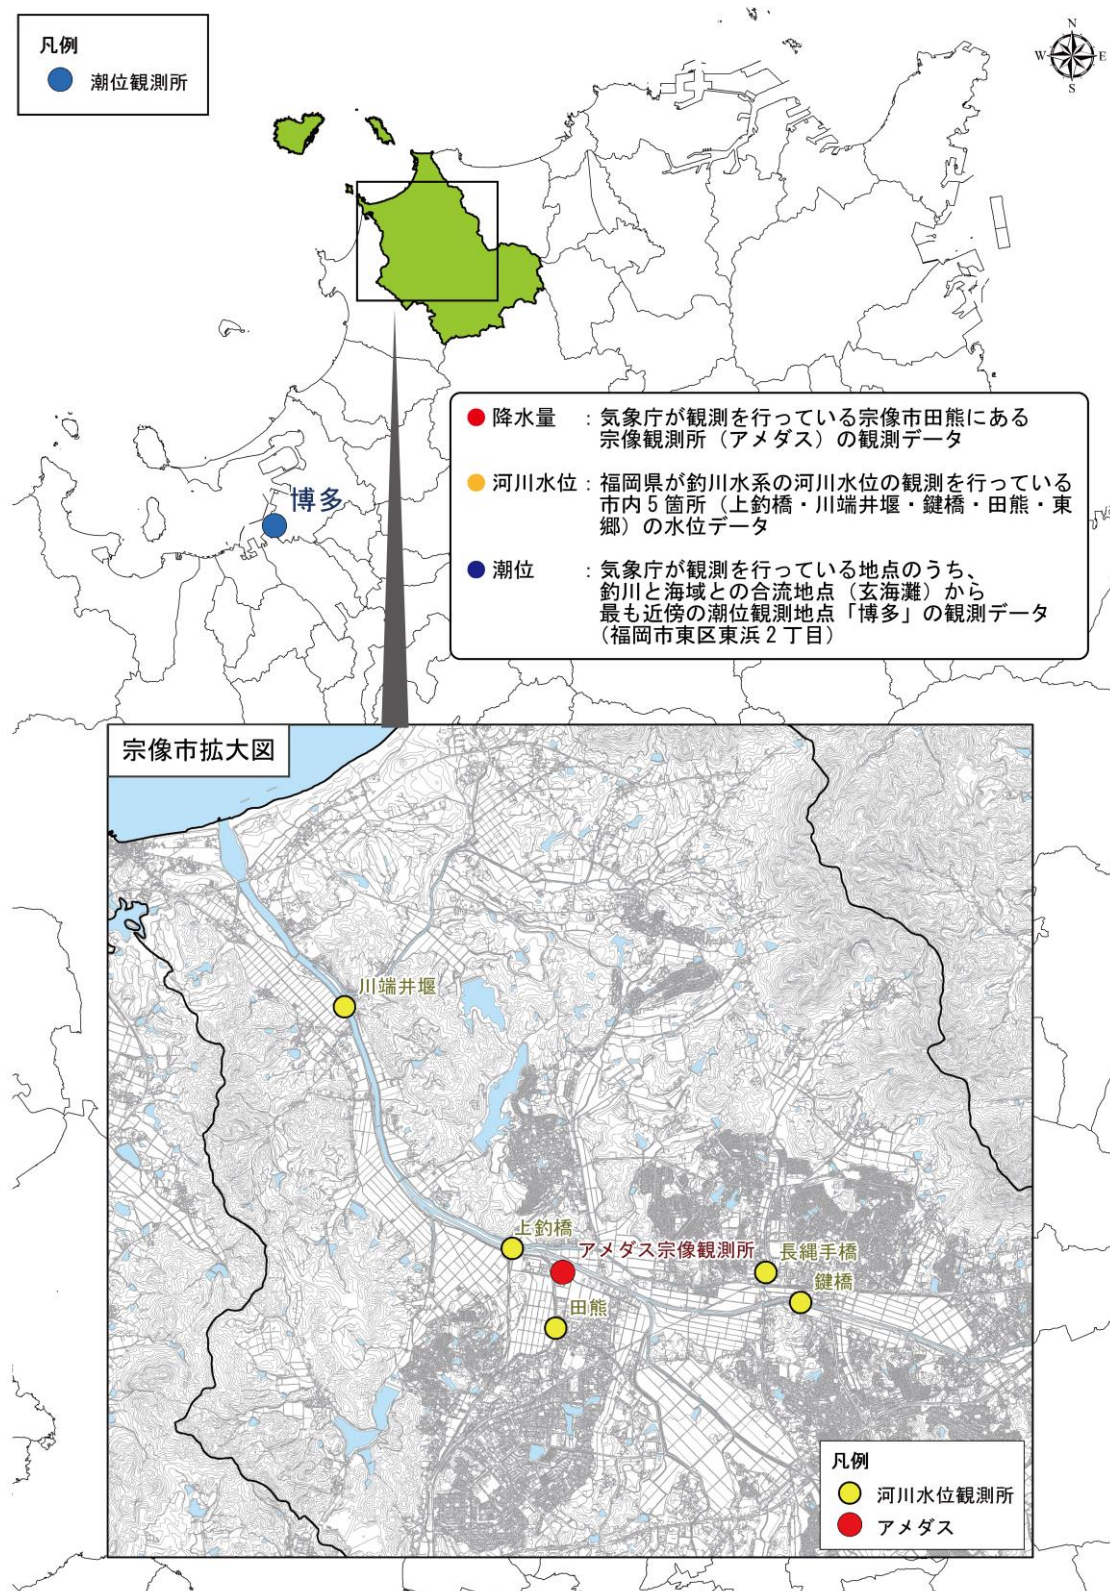 凡例
潮位観測所
N
W
E
S
降水量 ：気象庁が観測を行っている宗像市田熊にある
宗像観測所（アメダス）の観測データ
河川水位：福岡県が釣川水系の河川水位の観測を行っている
市内５箇所（上釣橋・川端井堰・鍵橋・田熊・東
郷）の水位データ
潮位 ：気象庁が観測を行っている地点のうち、
釣川と海域との合流地点（玄海灘）から
最も近傍の潮位観測地点「博多」の観測データ
（福岡市東区東浜２丁目）
博多
宗像市拡大図
川端井堰
上釣橋
アメダス宗像観測所
長縄手橋
鍵橋
田熊
凡例
河川水位観測所
アメダス